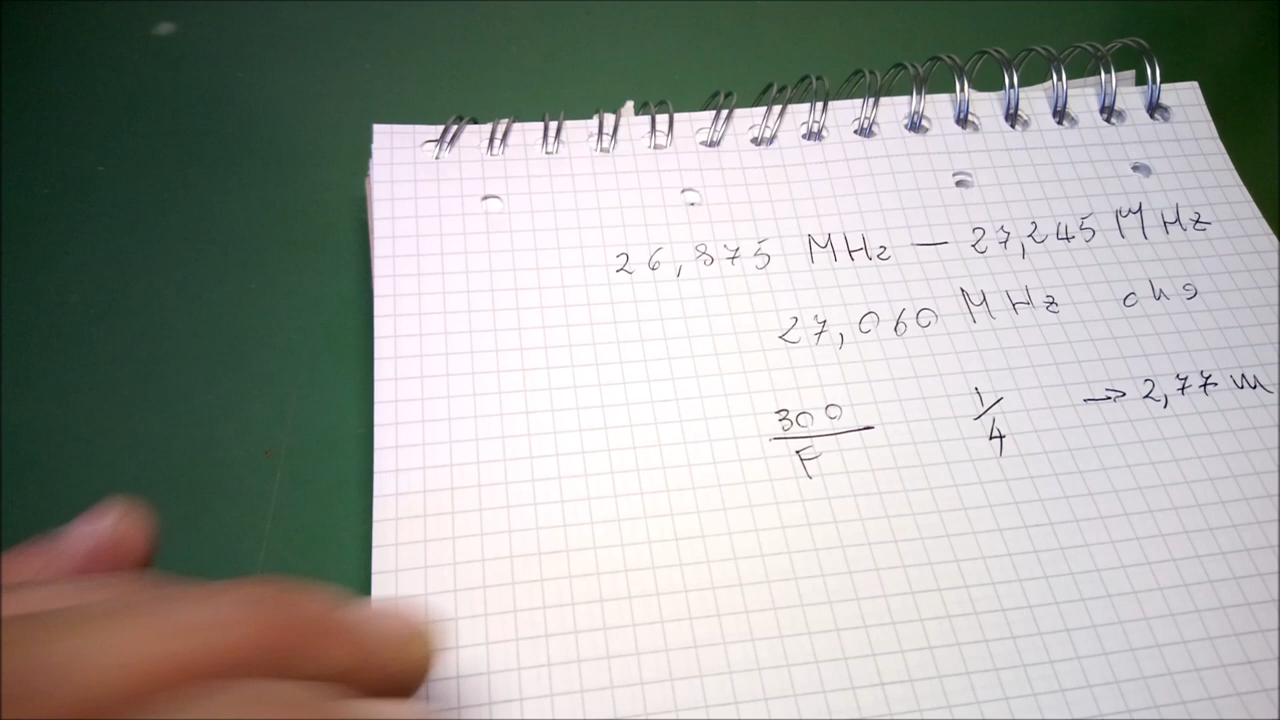 26,875 MHz — 27,245 MHz
27,060 MHz ch9
300 / F 1/4 → 2,77 m